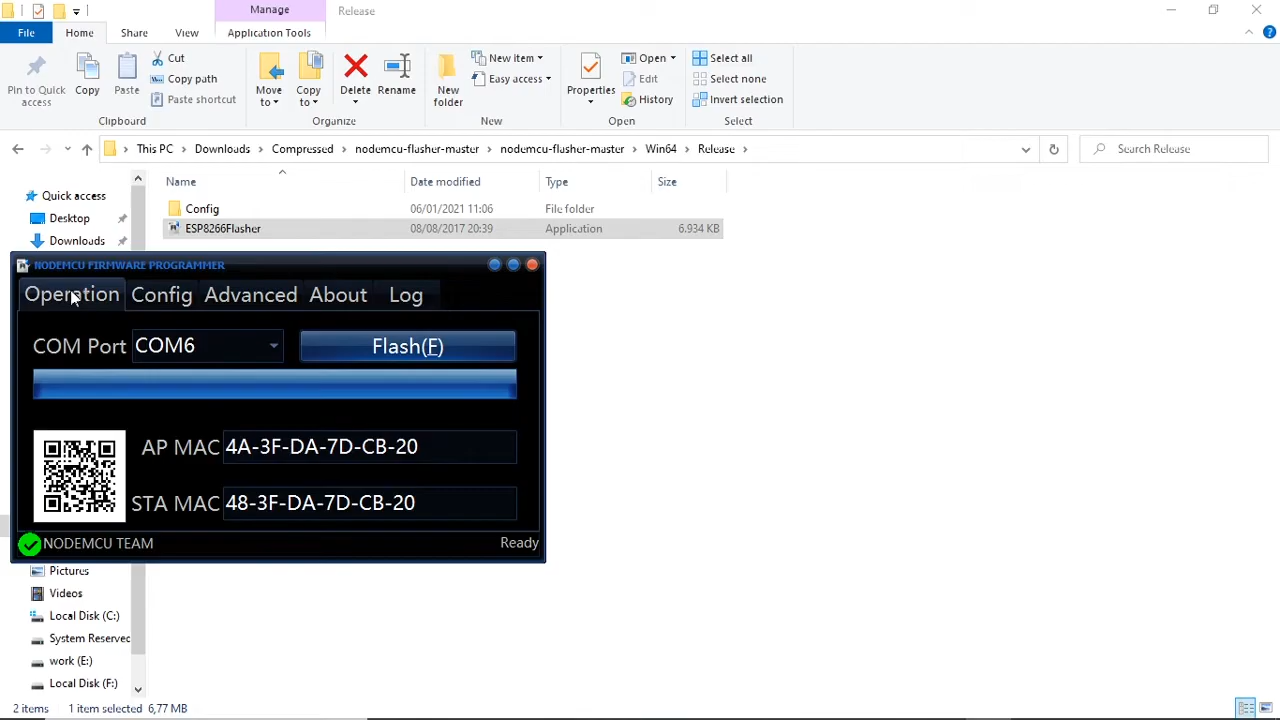 Manage
Release
File
Home
Share
View
Application Tools
Pin to Quick access
Copy
Paste
Cut
Copy path
Paste shortcut
Clipboard
Move to
Copy to
Delete
Rename
Organize
New folder
New item
Easy access
New
Properties
Open
Edit
History
Open
Select all
Select none
Invert selection
Select
This PC
Downloads
Compressed
nodemcu-flasher-master
nodemcu-flasher-master
Win64
Release
Search Release
Name
Date modified
Type
Size
Quick access
Desktop
Downloads
Config
06/01/2021 11:06
File folder
ESP8266Flasher
08/08/2017 20:39
Application
6.934 KB
NODEMCU FIRMWARE PROGRAMMER
Operation
Config
Advanced
About
Log
COM Port
COM6
Flash(F)
AP MAC
4A-3F-DA-7D-CB-20
STA MAC
48-3F-DA-7D-CB-20
NODEMCU TEAM
Ready
Pictures
Videos
Local Disk (C:)
System Reserved
work (E:)
Local Disk (F:)
2 items
1 item selected 6,77 MB